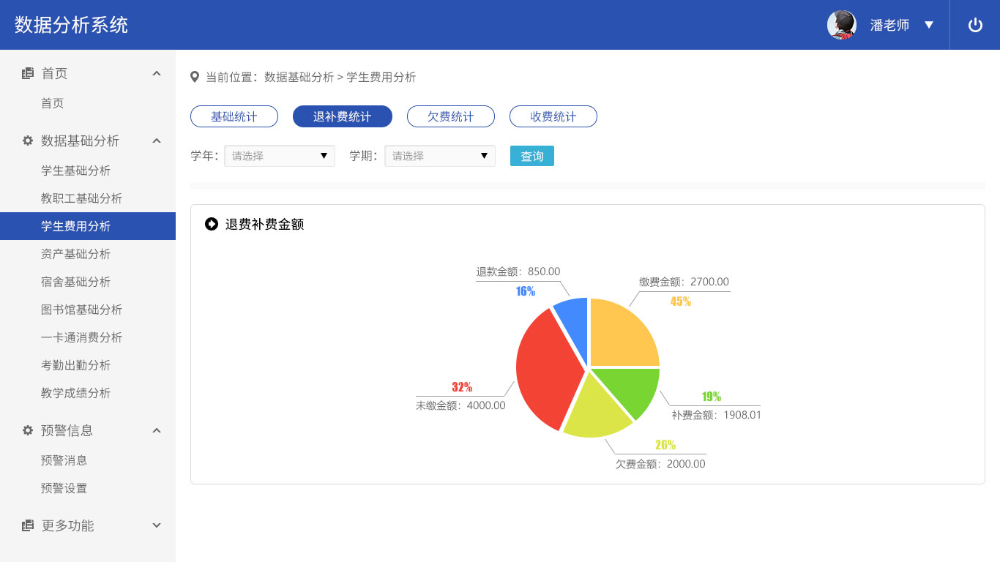 数据分析系统
潘老师
首页
首页
数据基础分析
学生基础分析
教职工基础分析
学生费用分析
资产基础分析
宿舍基础分析
图书馆基础分析
一卡通消费分析
考勤出勤分析
教学成绩分析
预警信息
预警消息
预警设置
更多功能
当前位置：数据基础分析 > 学生费用分析
基础统计 退补费统计 欠费统计 收费统计
学年： 请选择 学期： 请选择 查询
退费补费金额
退款金额：850.00
16%
缴费金额：2700.00
45%
32%
未缴金额：4000.00
19%
补费金额：1908.01
26%
欠费金额：2000.00